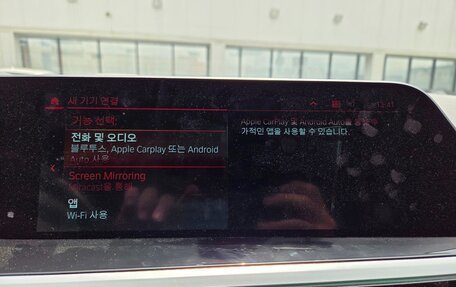 새 기기 연결
13:41
기능 선택:
전화 및 오디오
블루투스, Apple Carplay 또는 Android
Auto 사용
Screen Mirroring
Miracast을 통해
앱
Wi-Fi 사용
Apple CarPlay 및 Android Auto를 통해
가적인 앱을 사용할 수 있습니다.